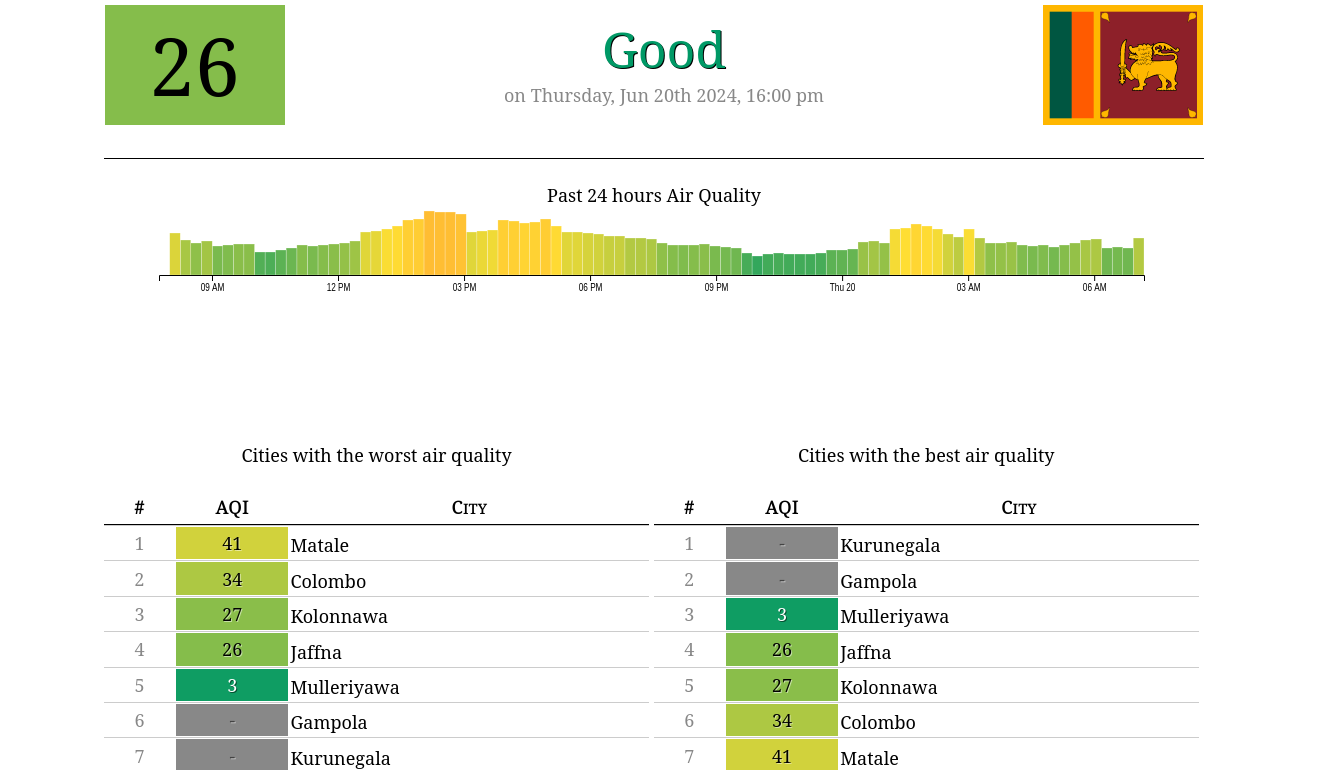 26
Good
on Thursday, Jun 20th 2024, 16:00 pm
Past 24 hours Air Quality
09 AM 12 PM 03 PM 06 PM 09 PM Thu 20 03 AM 06 AM
Cities with the worst air quality
# AQI City
1 41 Matale
2 34 Colombo
3 27 Kolonnawa
4 26 Jaffna
5 3 Mulleriyawa
6 - Gampola
7 - Kurunegala
Cities with the best air quality
# AQI City
1 - Kurunegala
2 - Gampola
3 3 Mulleriyawa
4 26 Jaffna
5 27 Kolonnawa
6 34 Colombo
7 41 Matale